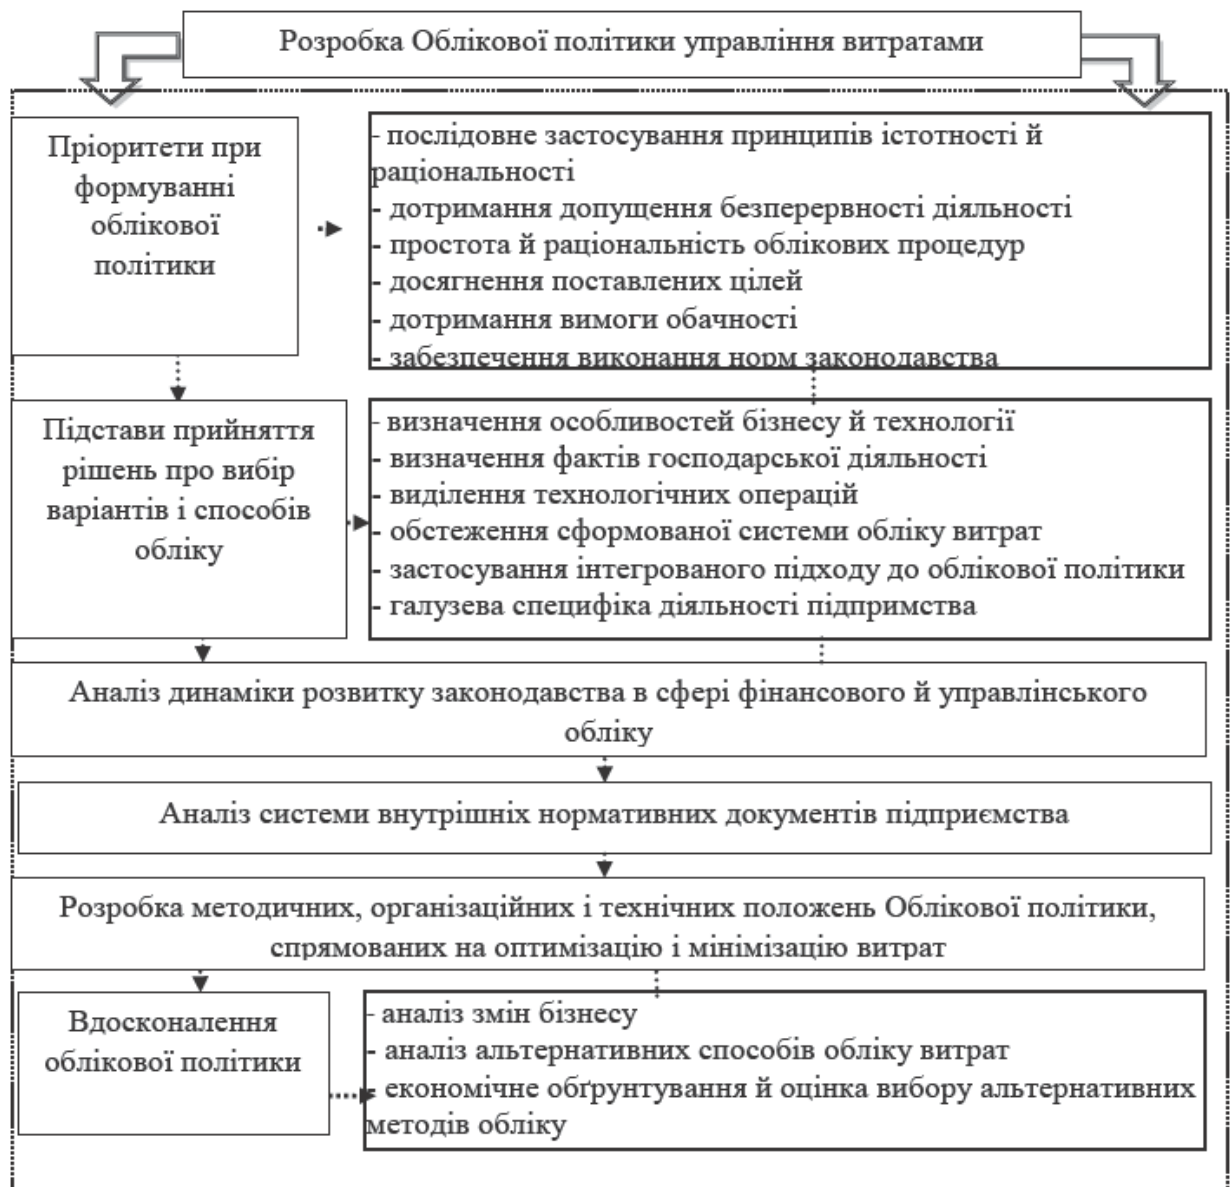 Розробка Облікової політики управління витратами
Пріоритети при
формуванні
облікової
політики
- послідовне застосування принципів істотності й
раціональності
- дотримання допущення безперервності діяльності
- простота й раціональність облікових процедур
- досягнення поставлених цілей
- дотримання вимоги обачності
- забезпечення виконання норм законодавства
Підстави прийняття
рішень про вибір
варіантів і способів
обліку
- визначення особливостей бізнесу й технології
- визначення фактів господарської діяльності
- виділення технологічних операцій
- обстеження сформованої системи обліку витрат
- застосування інтегрованого підходу до облікової політики
- галузева специфіка діяльності підпримства
Аналіз динаміки розвитку законодавства в сфері фінансового й управлінського
обліку
Аналіз системи внутрішніх нормативних документів підприємства
Розробка методичних, організаційних і технічних положень Облікової політики,
спрямованих на оптимізацію і мінімізацію витрат
Вдосконалення
облікової політики
- аналіз змін бізнесу
- аналіз альтернативних способів обліку витрат
- економічне обґрунтування й оцінка вибору альтернативних
методів обліку